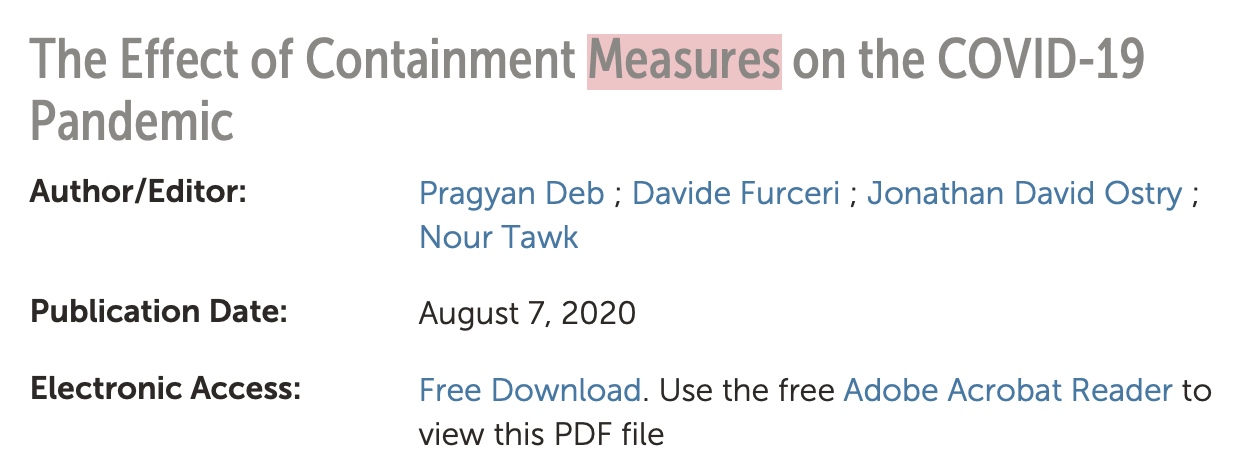 The Effect of Containment Measures on the COVID-19
Pandemic
Author/Editor: Pragyan Deb ; Davide Furceri ; Jonathan David Ostry ;
Nour Tawk
Publication Date: August 7, 2020
Electronic Access: Free Download. Use the free Adobe Acrobat Reader to
view this PDF file